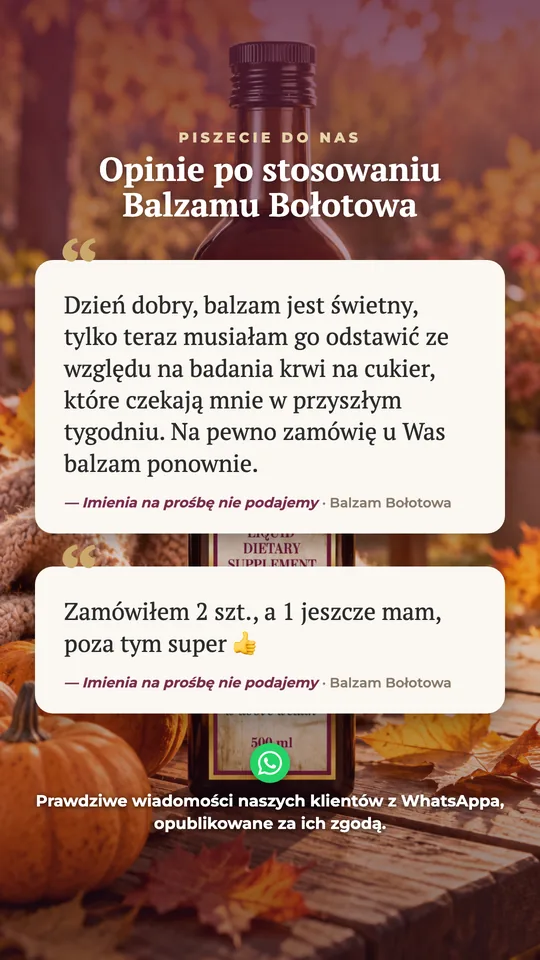 PISZECIE DO NAS
Opinie po stosowaniu
Balzamu Bołotowa
Dzień dobry, balzam jest świetny,
tylko teraz musiałam go odstawić ze
względu na badania krwi na cukier,
które czekają mnie w przyszłym
tygodniu. Na pewno zamówię u Was
balzam ponownie.
— Imienia na prośbę nie podajemy · Balzam Bołotowa
LIQUID
DIETARY
SUPPLEMENT
Zamówiłem 2 szt., a 1 jeszcze mam,
poza tym super 👍
— Imienia na prośbę nie podajemy · Balzam Bołotowa
500 ml
Prawdziwe wiadomości naszych klientów z WhatsAppa,
opublikowane za ich zgodą.